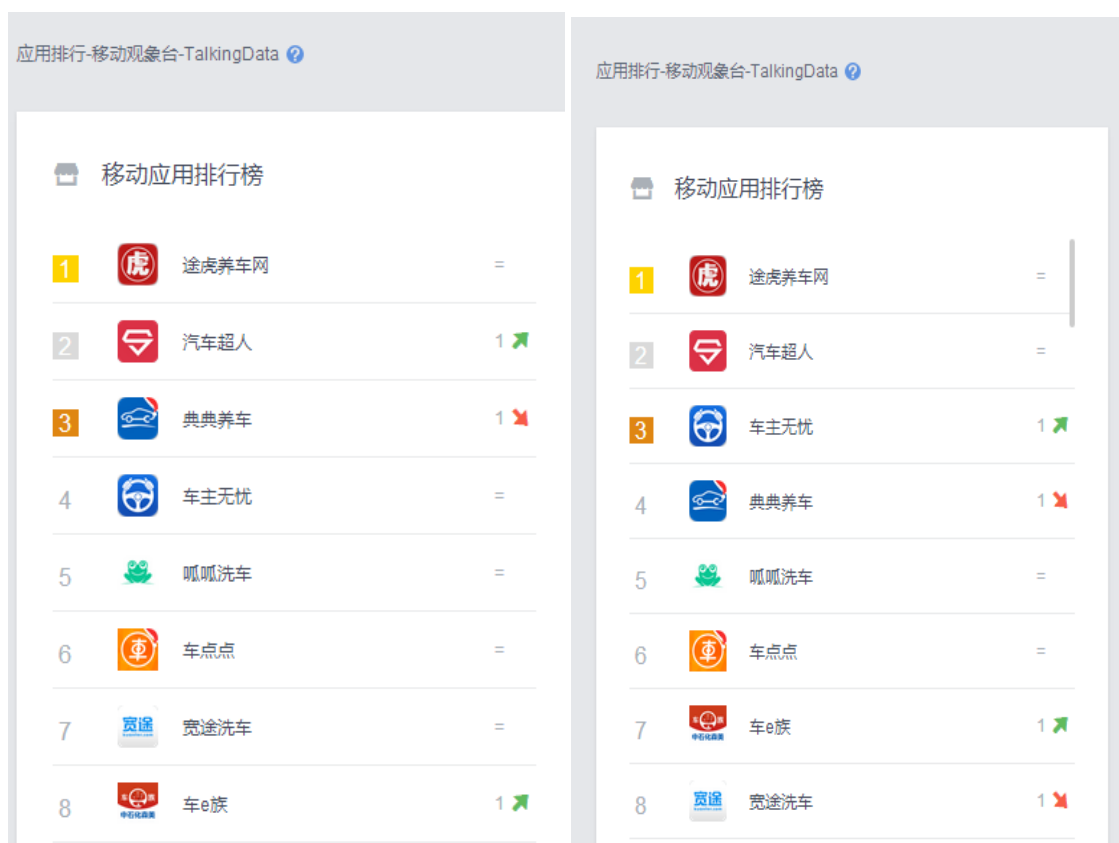 应用排行-移动观象台-TalkingData ?
移动应用排行榜
1 虎 途虎养车网 =
2 汽车超人 1
3 典典养车 1
4 车主无忧 =
5 呱呱洗车 =
6 車 车点点 =
7 宽途 宽途洗车 =
8 中石化森美 车e族 1
应用排行-移动观象台-TalkingData ?
移动应用排行榜
1 虎 途虎养车网 =
2 汽车超人 =
3 车主无忧 1
4 典典养车 1
5 呱呱洗车 =
6 車 车点点 =
7 中石化森美 车e族 1
8 宽途 宽途洗车 1